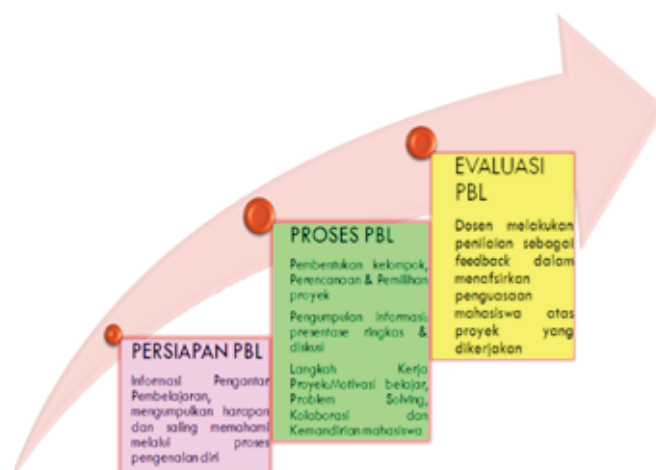 PERSIAPAN PBL
Informasi Pengantar
Pembelajaran,
mengumpulkan harapan
dan saling memahami
melalui proses
pengenalan diri
PROSES PBL
Pembentukan kelompok,
Perencanaan & Pemilihan
proyek
Pengumpulan informasi:
presentase ringkas &
diskusi
Langkah Kerja
Proyek:Motivasi belajar,
Problem Solving,
Kolaborasi dan
Kemandirian mahasiswa
EVALUASI
PBL
Dosen melakukan
penilaian sebagai
feedback dalam
menafsirkan
penguasaan
mahasiswa atas
proyek yang
dikerjakan